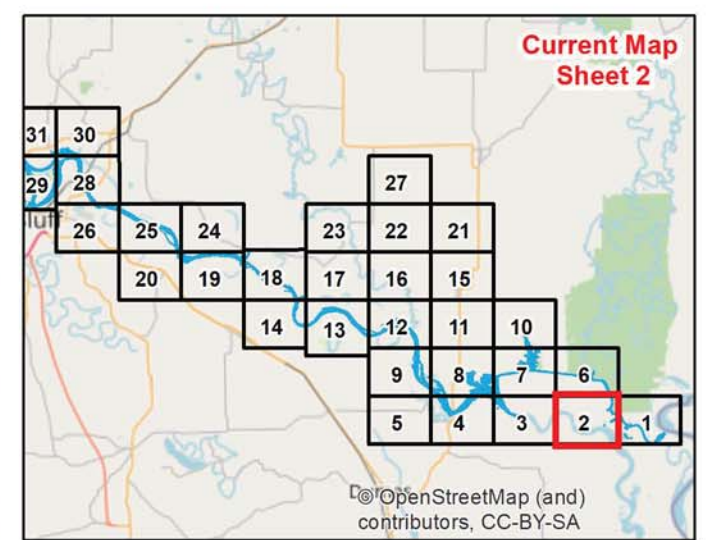 Current Map
Sheet 2
31 30
29 28 27
luff
26 25 24 23 22 21
20 19 18 17 16 15
14 13 12 11 10
9 8 7 6
5 4 3 2 1
© OpenStreetMap (and)
contributors, CC-BY-SA